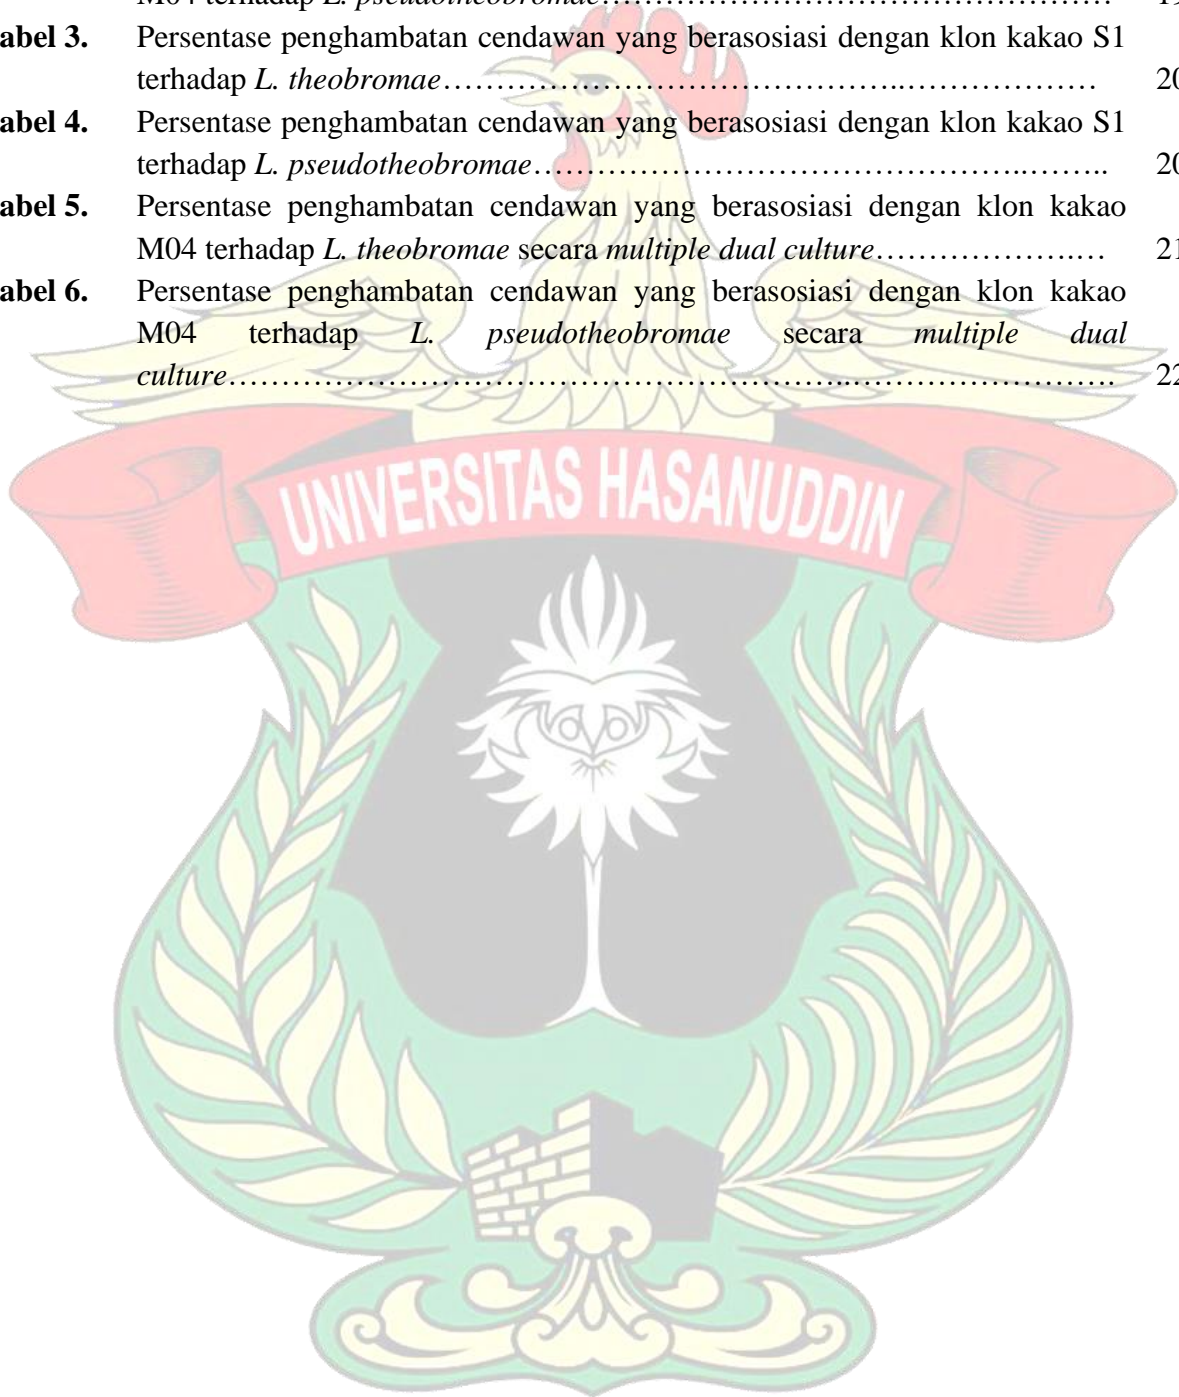 M04 terhadap L. pseudotheobromae…………………………………………… 19
abel 3. Persentase penghambatan cendawan yang berasosiasi dengan klon kakao S1
terhadap L. theobromae……………………………………..……………… 20
abel 4. Persentase penghambatan cendawan yang berasosiasi dengan klon kakao S1
terhadap L. pseudotheobromae…………………………………………..…….. 20
abel 5. Persentase penghambatan cendawan yang berasosiasi dengan klon kakao
M04 terhadap L. theobromae secara multiple dual culture……………….… 21
abel 6. Persentase penghambatan cendawan yang berasosiasi dengan klon kakao
M04 terhadap L. pseudotheobromae secara multiple dual
culture…………………………………………………..……………………. 22
UNIVERSITAS HASANUDDIN